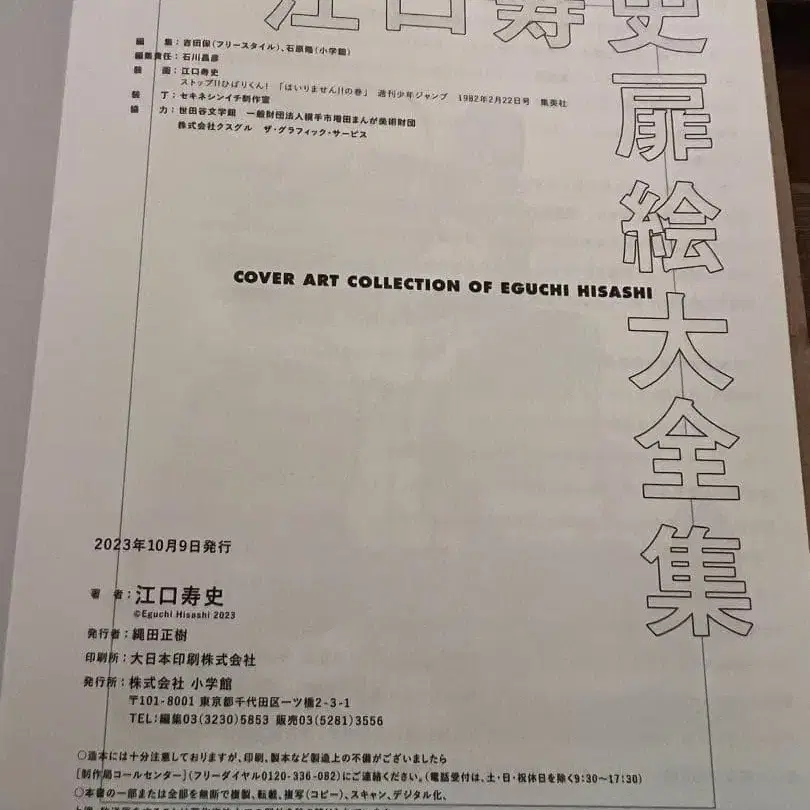 江口寿史
扉絵大全集
編　集：吉田保(フリースタイル)、石原隆(小学館)
編集責任：石川昌彦
装　画：江口寿史
ストップ!!ひばりくん!「はいりません!!の巻」 週刊少年ジャンプ 1982年2月22日号 集英社
装　丁：セキネシンイチ制作室
協　力：世田谷文学館 一般財団法人横手市増田まんが美術財団
株式会社クスグル ザ・グラフィック・サービス
COVER ART COLLECTION OF EGUCHI HISASHI
2023年10月9日発行
著　者：江口寿史
©Eguchi Hisashi 2023
発行者：縄田正樹
印刷所：大日本印刷株式会社
発行所：株式会社 小学館
〒101-8001 東京都千代田区一ツ橋2-3-1
TEL：編集03(3230)5853 販売03(5281)3556
○造本には十分注意しておりますが、印刷、製本など製造上の不備がございましたら
[制作局コールセンター](フリーダイヤル0120-336-082)にご連絡ください。(電話受付は、土・日・祝休日を除く9:30〜17:30)
○本書の一部または全部を無断で複製、転載、複写(コピー)、スキャン、デジタル化、